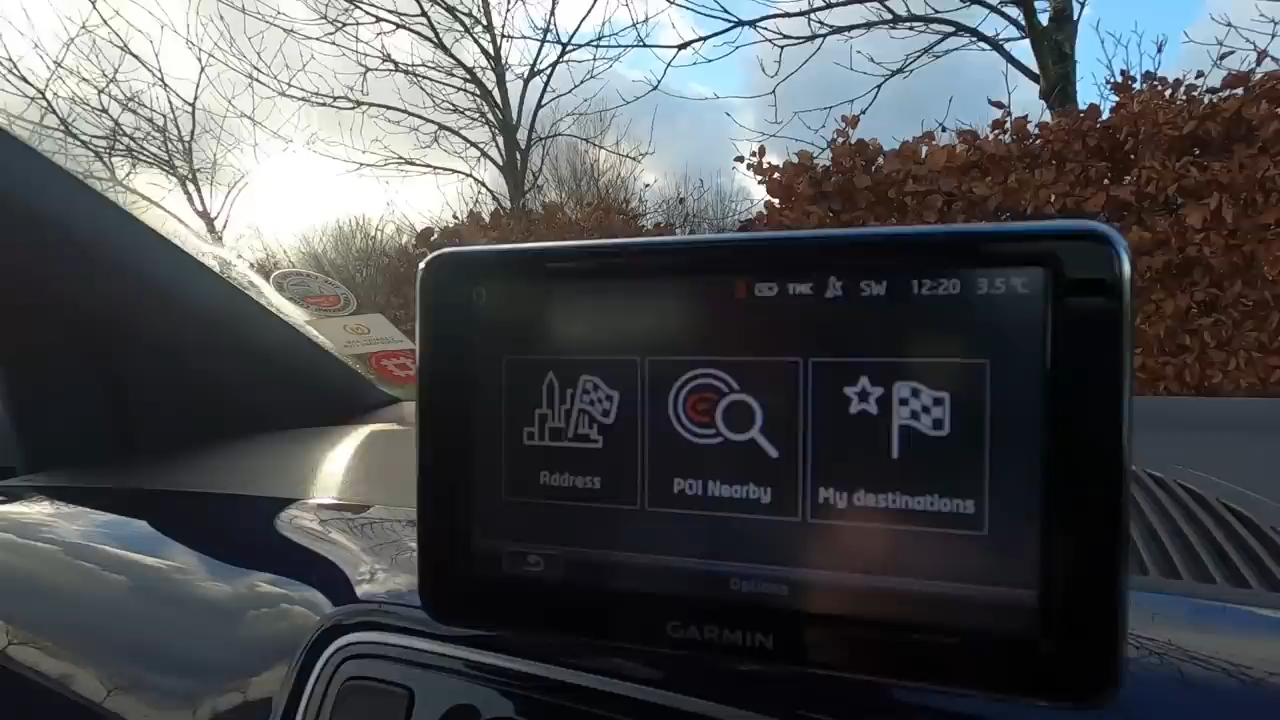 TMC SW 12:20 3.5°C
Address
POI Nearby
My destinations
Options
GARMIN